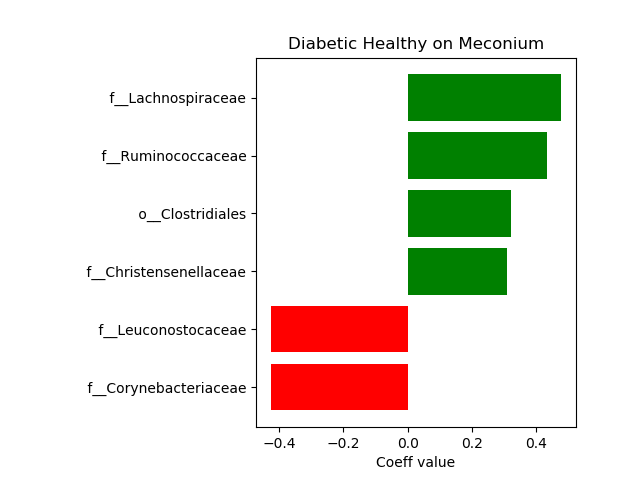 Diabetic Healthy on Meconium
f__Lachnospiraceae
f__Ruminococcaceae
o__Clostridiales
f__Christensenellaceae
f__Leuconostocaceae
f__Corynebacteriaceae
−0.4 −0.2 0.0 0.2 0.4
Coeff value